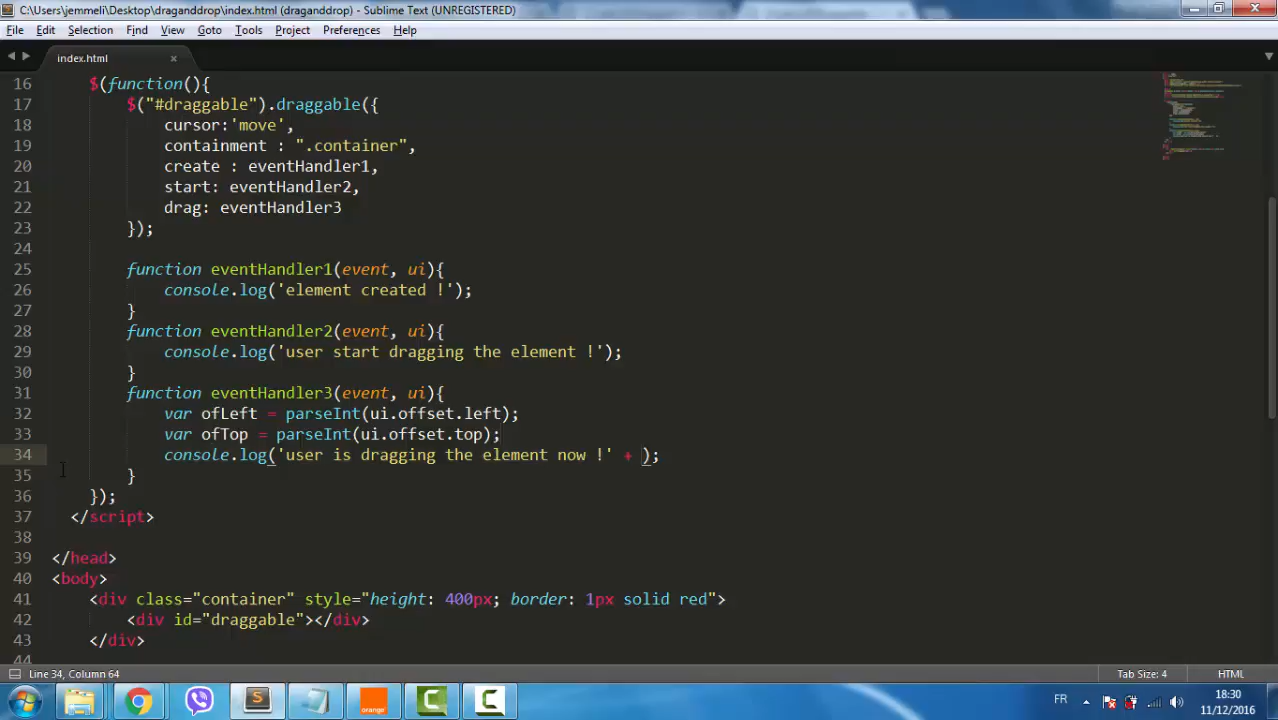 C:\Users\jemmeli\Desktop\draganddrop\index.html (draganddrop) - Sublime Text (UNREGISTERED)
File Edit Selection Find View Goto Tools Project Preferences Help
index.html
16 $(function(){
17 $("#draggable").draggable({
18 cursor:'move',
19 containment : ".container",
20 create : eventHandler1,
21 start: eventHandler2,
22 drag: eventHandler3
23 });
24
25 function eventHandler1(event, ui){
26 console.log('element created !');
27 }
28 function eventHandler2(event, ui){
29 console.log('user start dragging the element !');
30 }
31 function eventHandler3(event, ui){
32 var ofLeft = parseInt(ui.offset.left);
33 var ofTop = parseInt(ui.offset.top);
34 console.log('user is dragging the element now !' + );
35 }
36 });
37 </script>
38
39 </head>
40 <body>
41 <div class="container" style="height: 400px; border: 1px solid red">
42 <div id="draggable"></div>
43 </div>
44
Line 34, Column 64 Tab Size: 4 HTML
orange
FR 18:30
11/12/2016